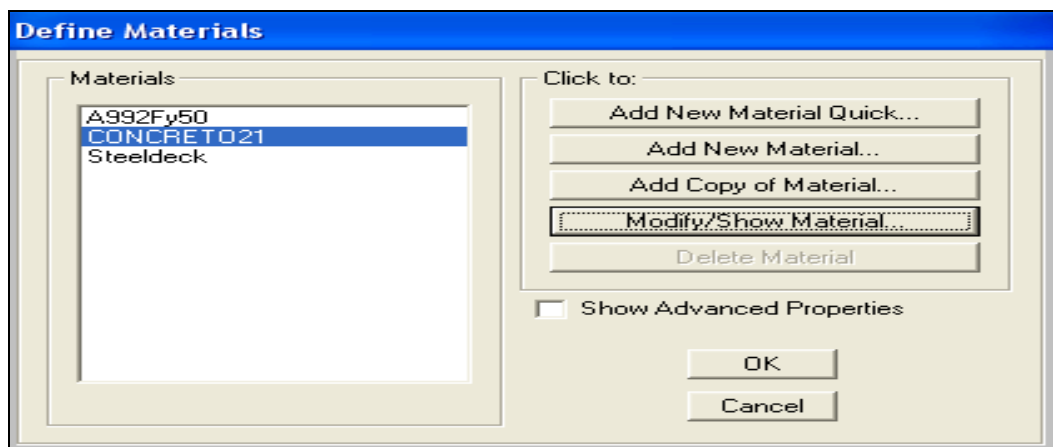 Define Materials
Materials
A992Fy50
CONCRETO21
Steeldeck
Click to:
Add New Material Quick...
Add New Material...
Add Copy of Material...
Modify/Show Material...
Delete Material
Show Advanced Properties
OK
Cancel